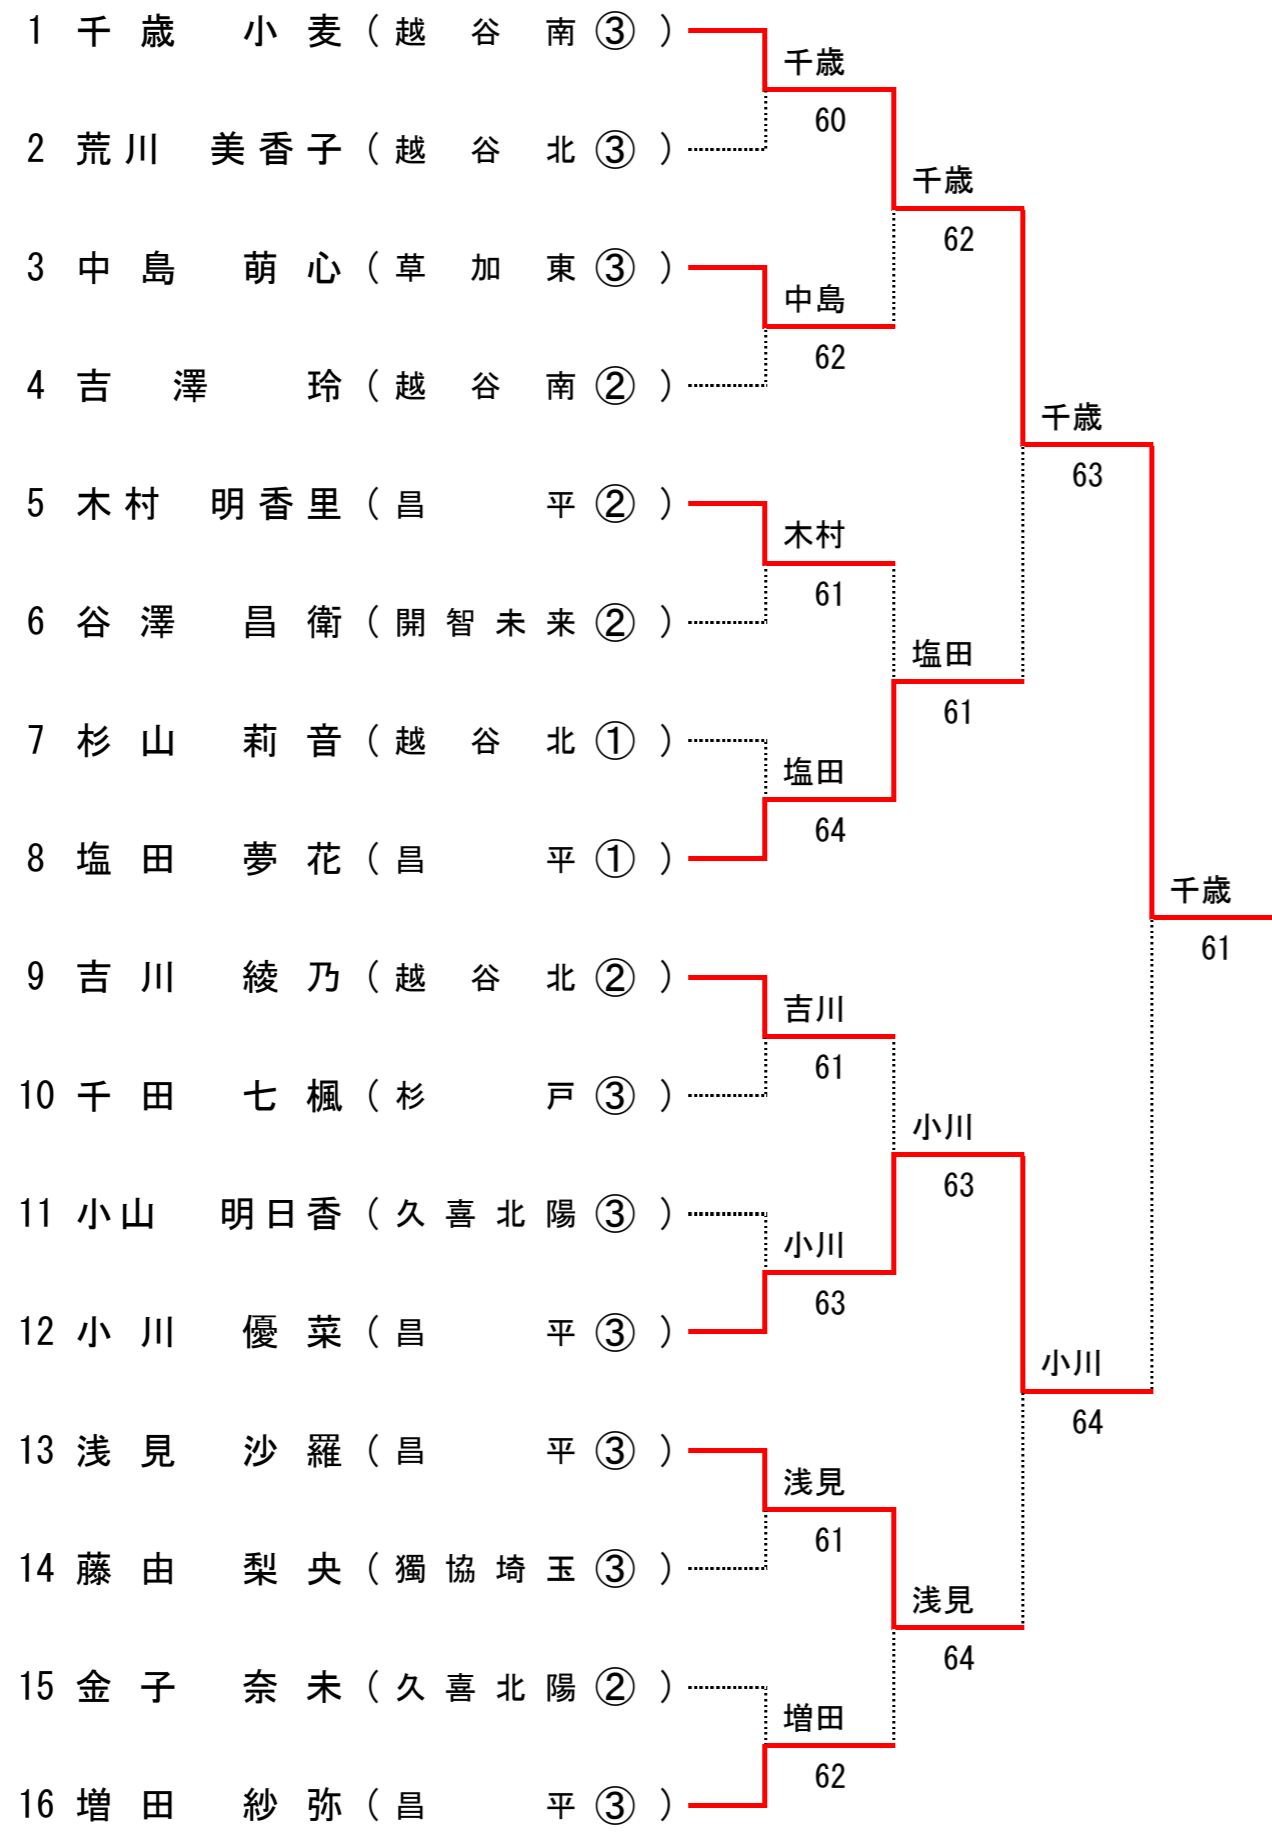 1 千歳 小麦 ( 越谷南 ③ )
千歳
60
2 荒川 美香子 ( 越谷北 ③ )
千歳
62
3 中島 萌心 ( 草加東 ③ )
中島
62
4 吉澤 玲 ( 越谷南 ② )
千歳
63
5 木村 明香里 ( 昌平 ② )
木村
61
6 谷澤 昌衛 ( 開智未来 ② )
塩田
61
7 杉山 莉音 ( 越谷北 ① )
塩田
64
8 塩田 夢花 ( 昌平 ① )
千歳
61
9 吉川 綾乃 ( 越谷北 ② )
吉川
61
10 千田 七楓 ( 杉戸 ③ )
小川
63
11 小山 明日香 ( 久喜北陽 ③ )
小川
63
12 小川 優菜 ( 昌平 ③ )
小川
64
13 浅見 沙羅 ( 昌平 ③ )
浅見
61
14 藤由 梨央 ( 獨協埼玉 ③ )
浅見
64
15 金子 奈未 ( 久喜北陽 ② )
増田
62
16 増田 紗弥 ( 昌平 ③ )